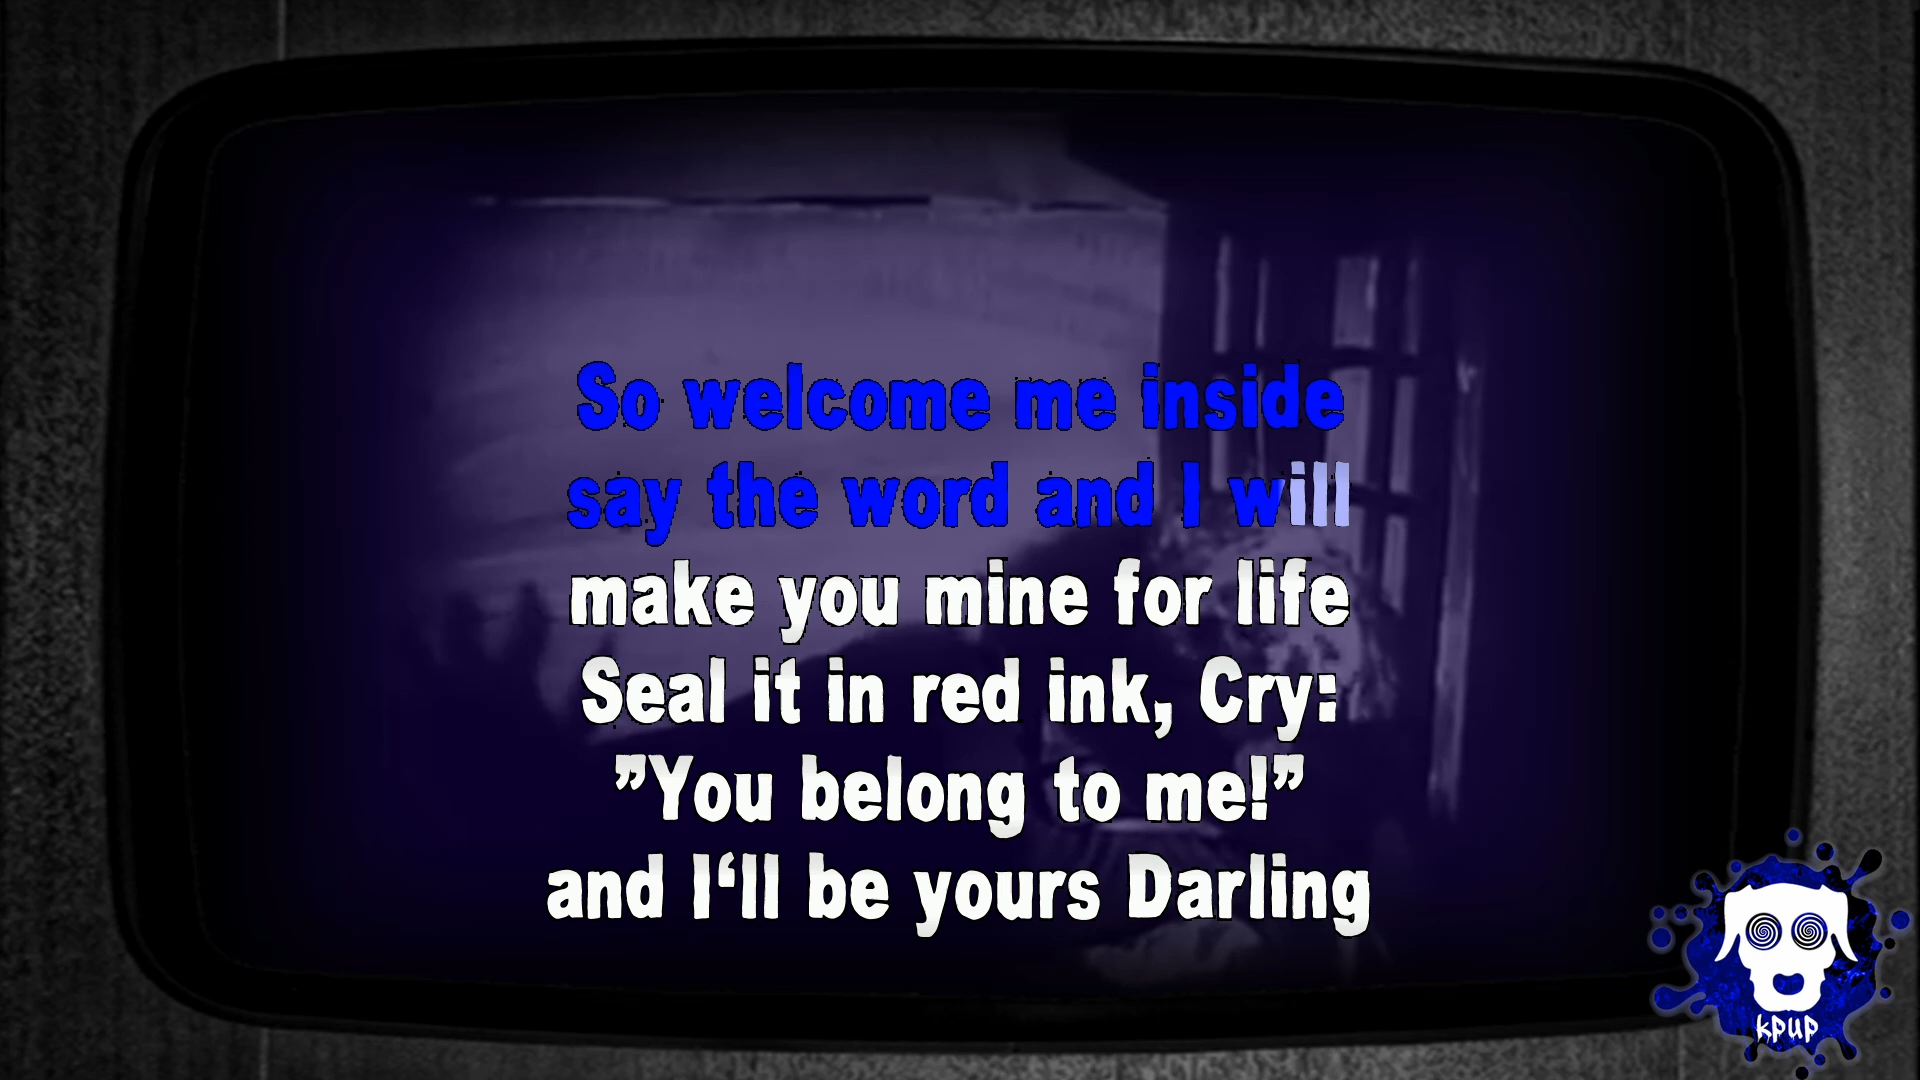 So welcome me inside
say the word and I will
make you mine for life
Seal it in red ink, Cry:
”You belong to me!”
and I‘ll be yours Darling
kpup